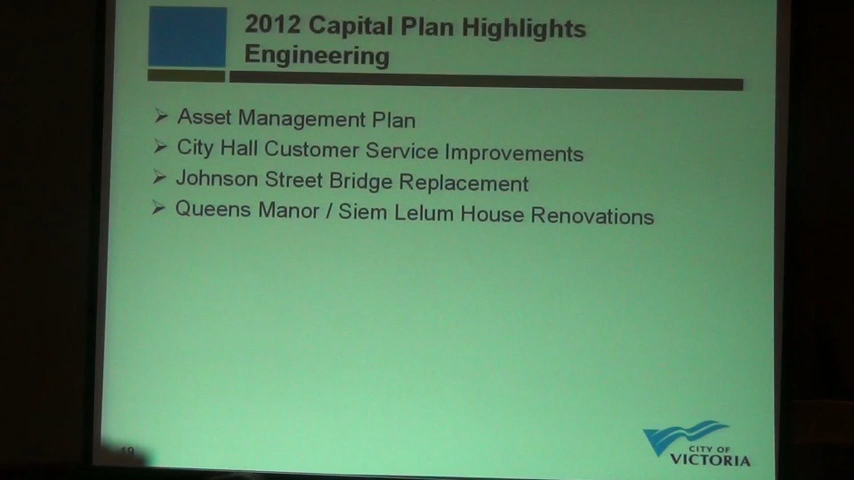 2012 Capital Plan Highlights
Engineering
Asset Management Plan
City Hall Customer Service Improvements
Johnson Street Bridge Replacement
Queens Manor / Siem Lelum House Renovations
19
CITY OF
VICTORIA